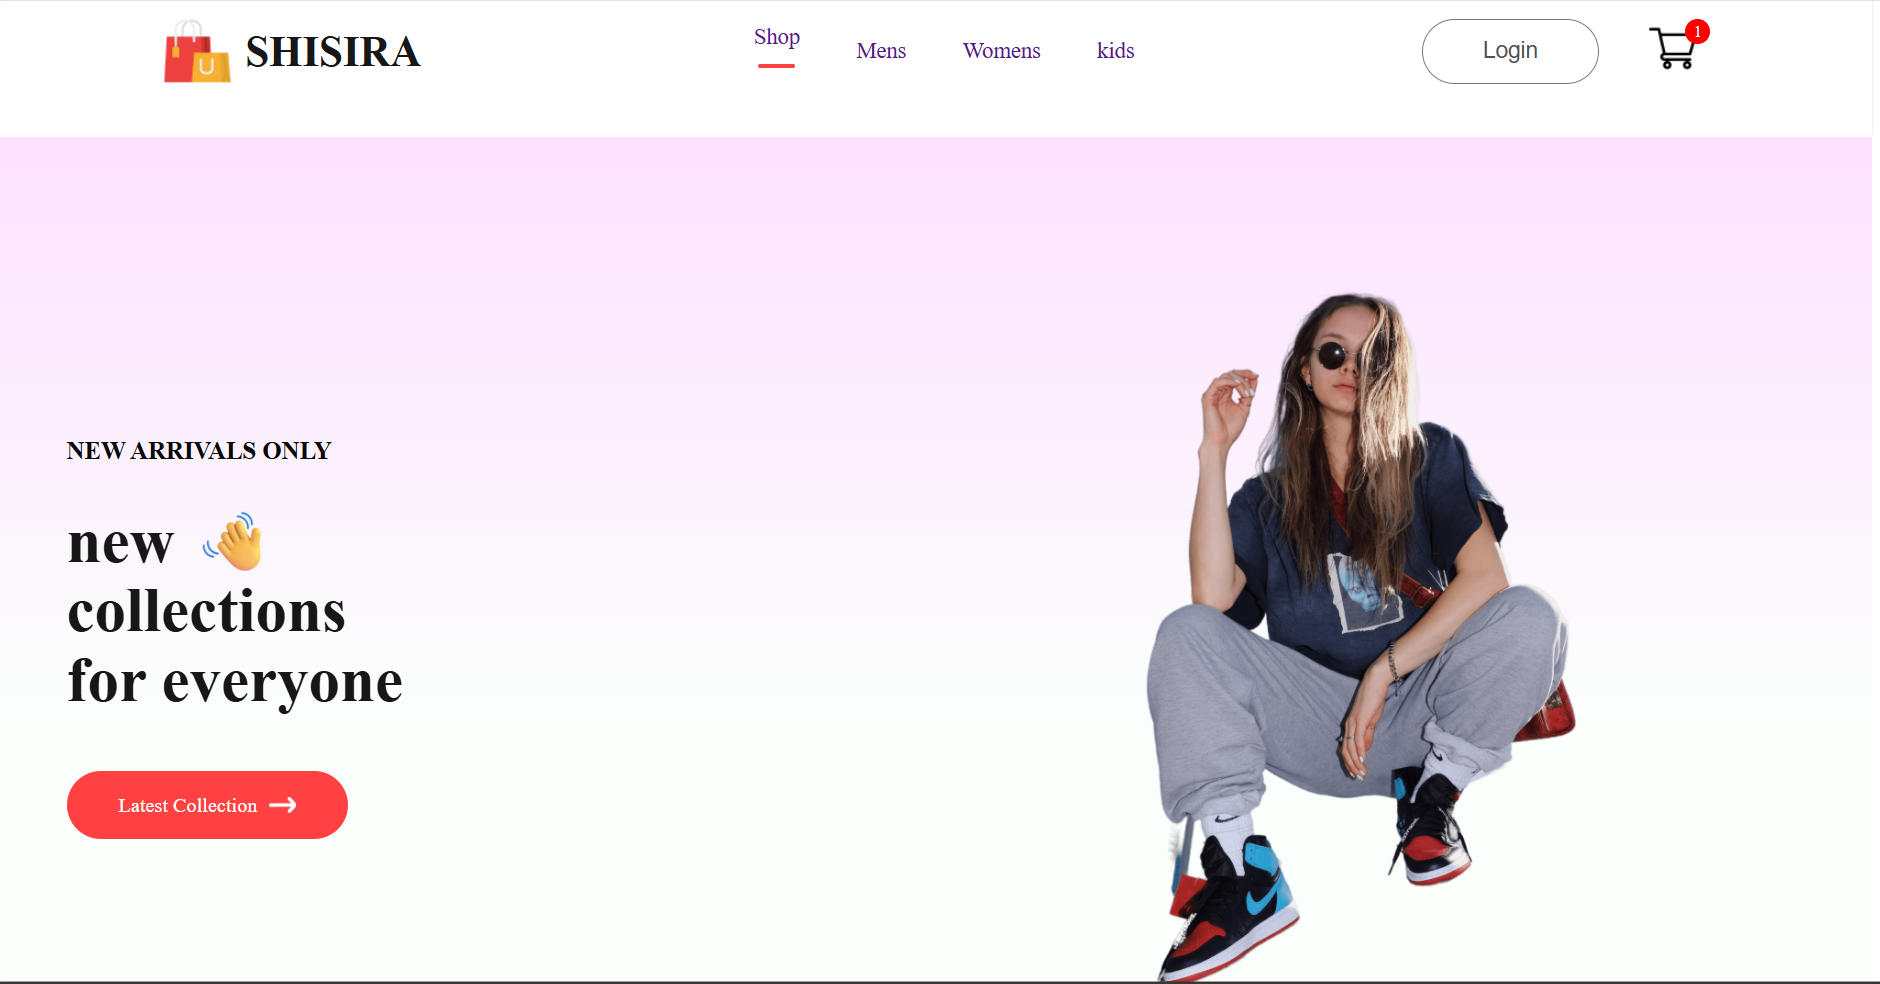 SHISIRA
Shop
Mens
Womens
kids
Login
1
NEW ARRIVALS ONLY
new
collections
for everyone
Latest Collection